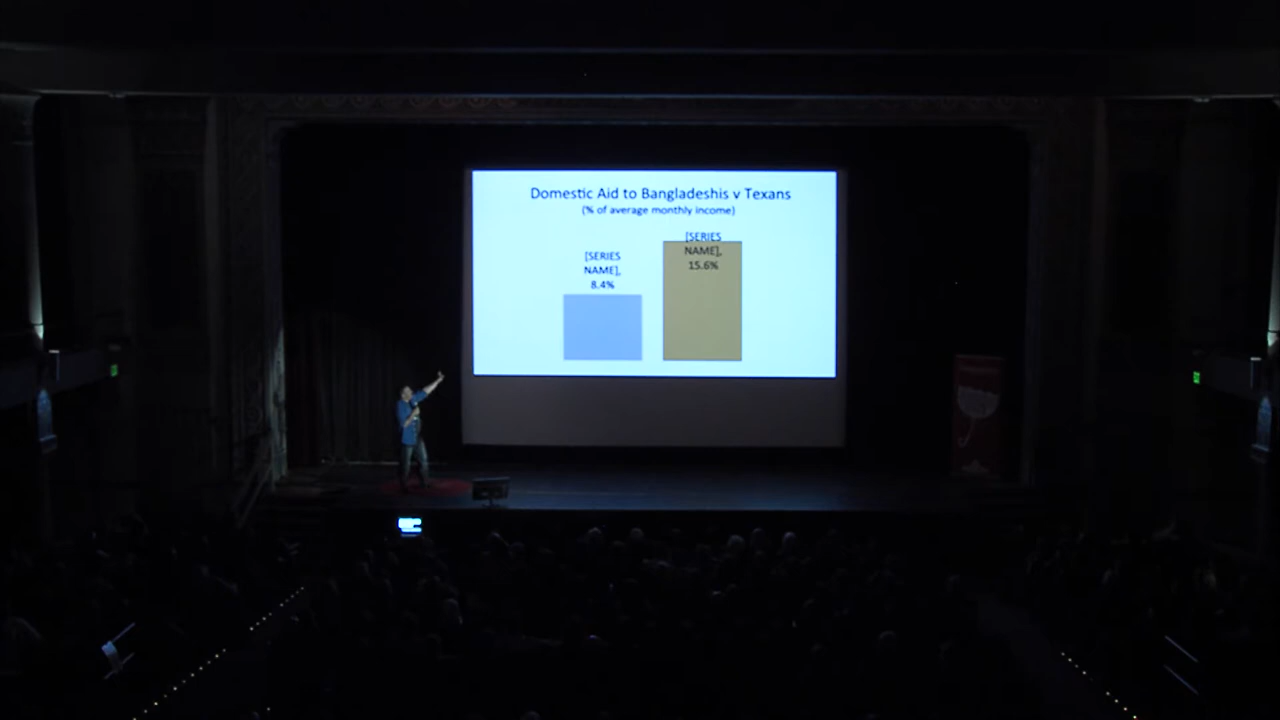 Domestic Aid to Bangladeshis v Texans
(% of average monthly income)
[SERIES
NAME],
8.4%
[SERIES
NAME],
15.6%